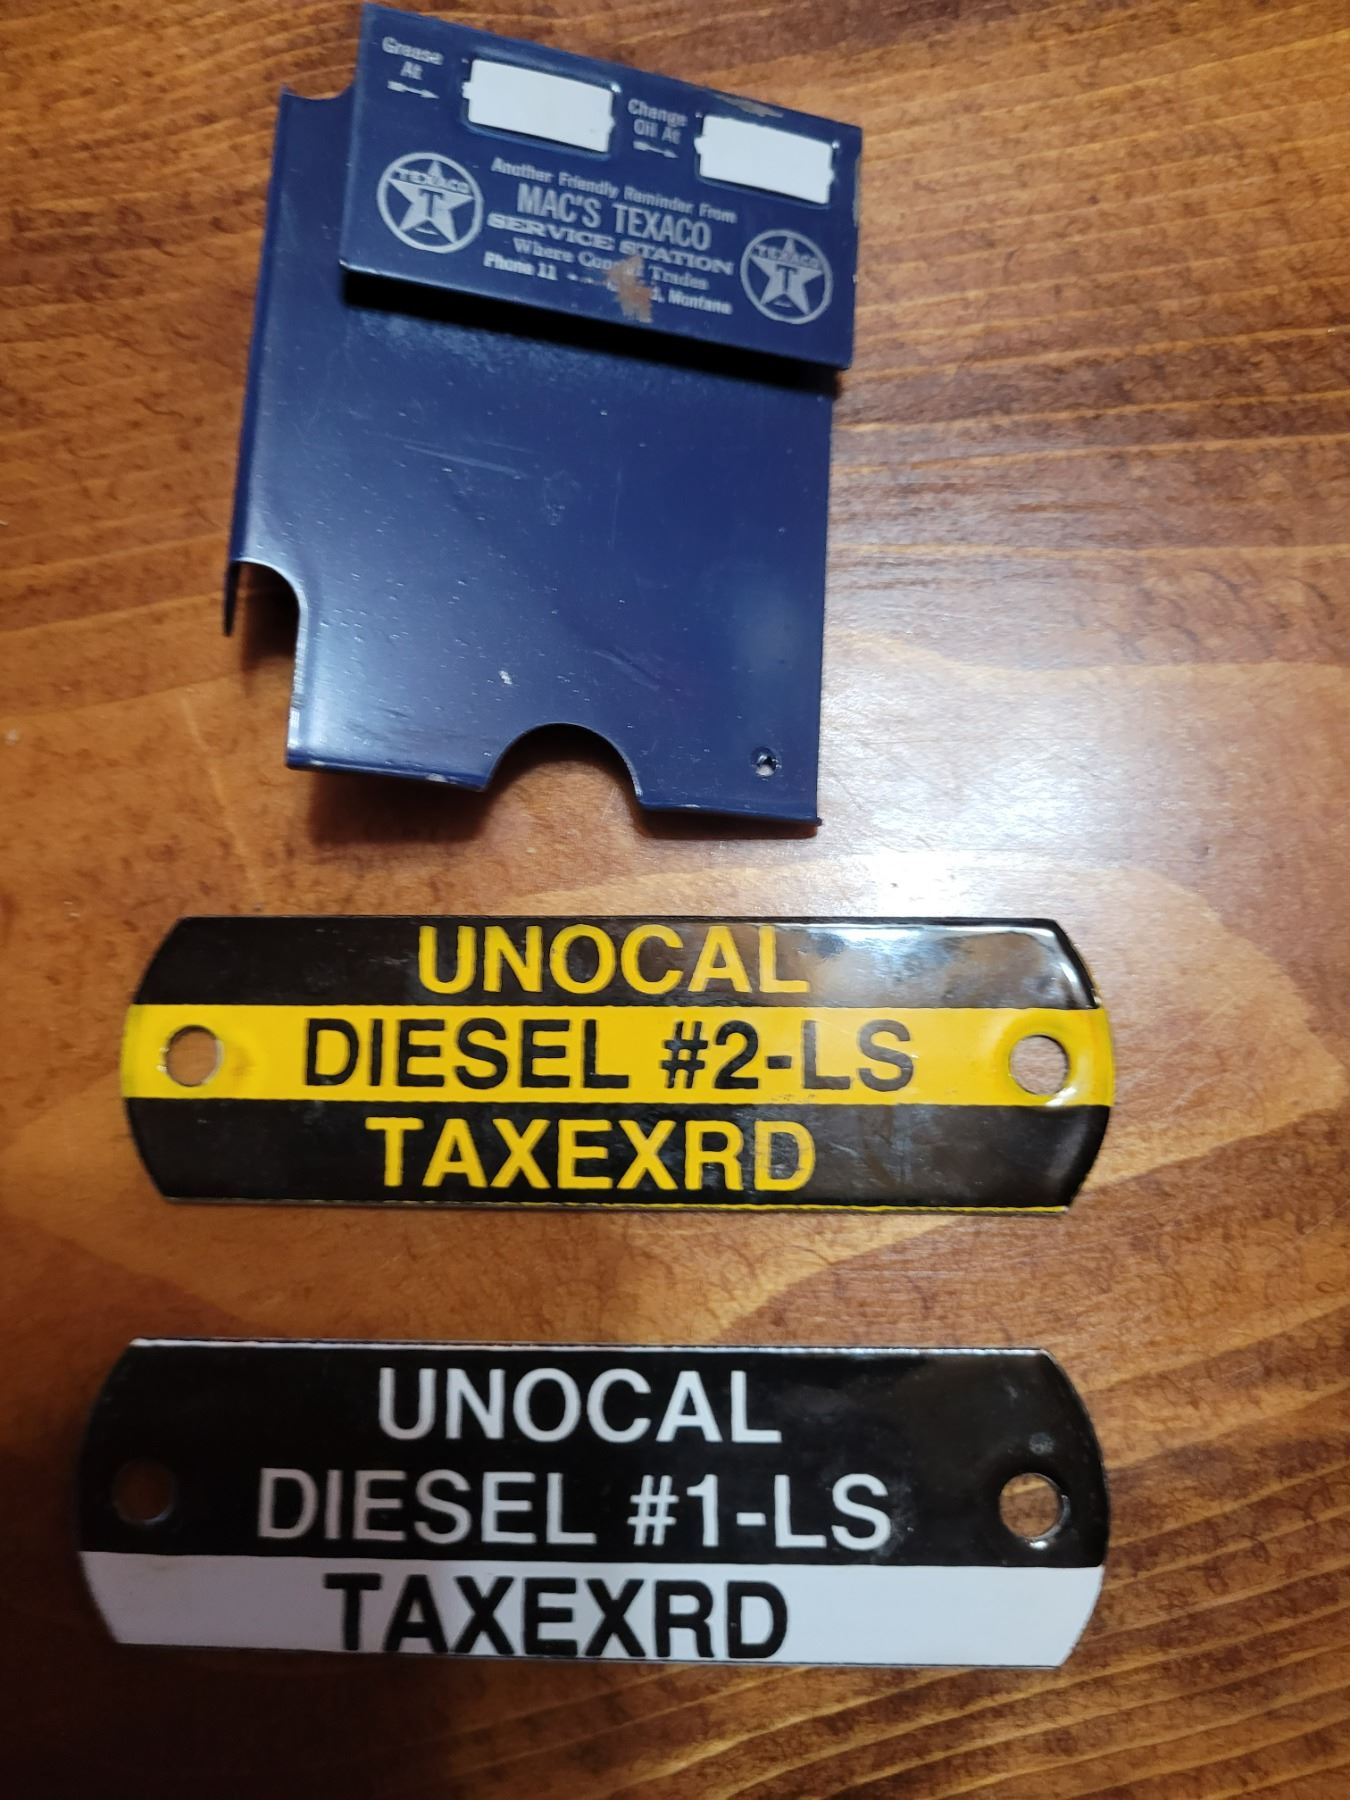 Grease
At
Change
Oil At
TEXACO
T
Another Friendly Reminder From
MAC'S TEXACO
SERVICE STATION
Where Trades
Phone 11 Montana
TEXACO
T
UNOCAL
DIESEL #2-LS
TAXEXRD
UNOCAL
DIESEL #1-LS
TAXEXRD